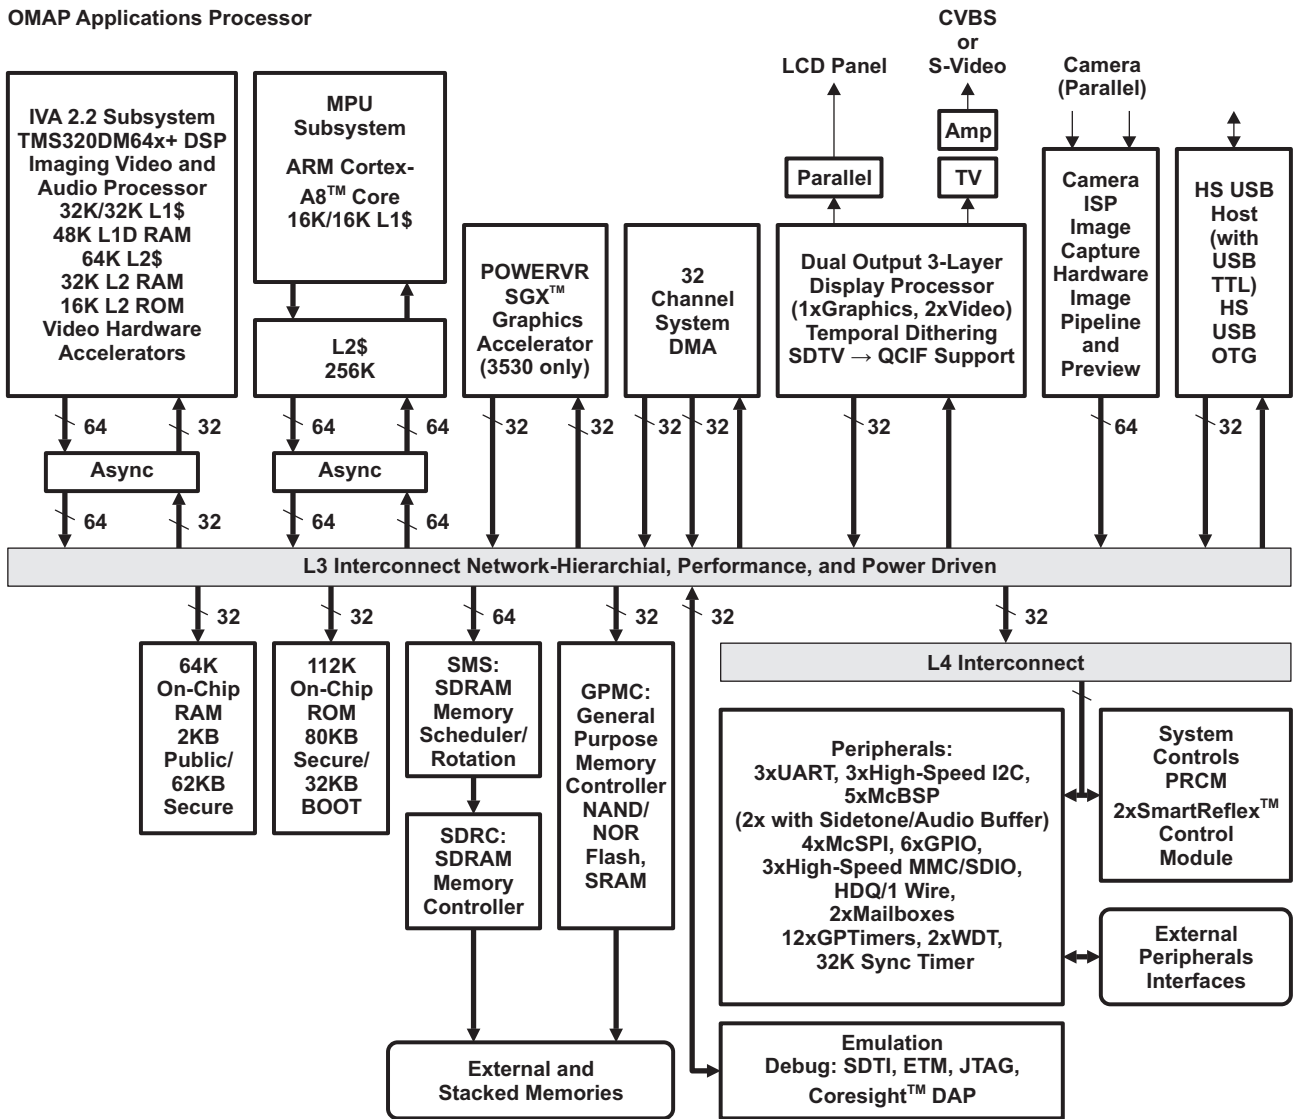 OMAP Applications Processor
CVBS
or
S-Video
LCD Panel
Camera
(Parallel)
IVA 2.2 Subsystem
TMS320DM64x+ DSP
Imaging Video and
Audio Processor
32K/32K L1$
48K L1D RAM
64K L2$
32K L2 RAM
16K L2 ROM
Video Hardware
Accelerators
MPU
Subsystem
ARM Cortex-
A8™ Core
16K/16K L1$
L2$
256K
POWERVR
SGX™
Graphics
Accelerator
(3530 only)
32
Channel
System
DMA
Parallel
Amp
TV
Dual Output 3-Layer
Display Processor
(1xGraphics, 2xVideo)
Temporal Dithering
SDTV → QCIF Support
Camera
ISP
Image
Capture
Hardware
Image
Pipeline
and
Preview
HS USB
Host
(with
USB
TTL)
HS
USB
OTG
64
32
64
64
32
32
32
32
32
64
32
Async
Async
64
32
64
64
L3 Interconnect Network-Hierarchial, Performance, and Power Driven
32
32
64
32
32
32
64K
On-Chip
RAM
2KB
Public/
62KB
Secure
112K
On-Chip
ROM
80KB
Secure/
32KB
BOOT
SMS:
SDRAM
Memory
Scheduler/
Rotation
SDRC:
SDRAM
Memory
Controller
GPMC:
General
Purpose
Memory
Controller
NAND/
NOR
Flash,
SRAM
L4 Interconnect
Peripherals:
3xUART, 3xHigh-Speed I2C,
5xMcBSP
(2x with Sidetone/Audio Buffer)
4xMcSPI, 6xGPIO,
3xHigh-Speed MMC/SDIO,
HDQ/1 Wire,
2xMailboxes
12xGPTimers, 2xWDT,
32K Sync Timer
System
Controls
PRCM
2xSmartReflex™
Control
Module
External
Peripherals
Interfaces
External and
Stacked Memories
Emulation
Debug: SDTI, ETM, JTAG,
Coresight™ DAP